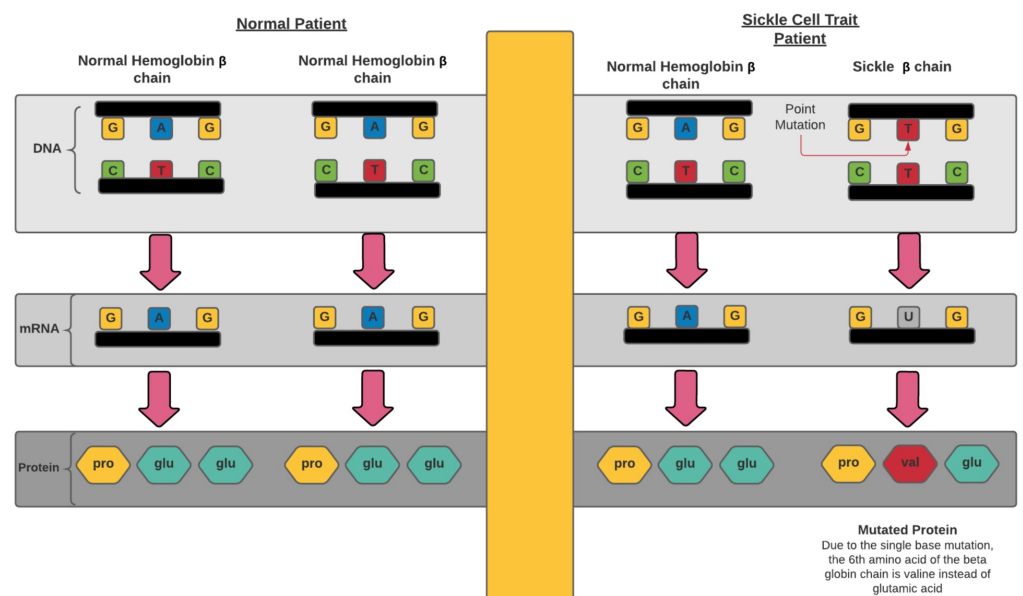 Normal Patient
Normal Hemoglobin β
chain
Normal Hemoglobin β
chain
Sickle Cell Trait
Patient
Normal Hemoglobin β
chain
Sickle β chain
DNA
G A G
C T C
G A G
C T C
G A G
C T C
Point
Mutation
G T G
C T C
mRNA
G A G
G A G
G A G
G U G
Protein
pro glu glu
pro glu glu
pro glu glu
pro val glu
Mutated Protein
Due to the single base mutation,
the 6th amino acid of the beta
globin chain is valine instead of
glutamic acid